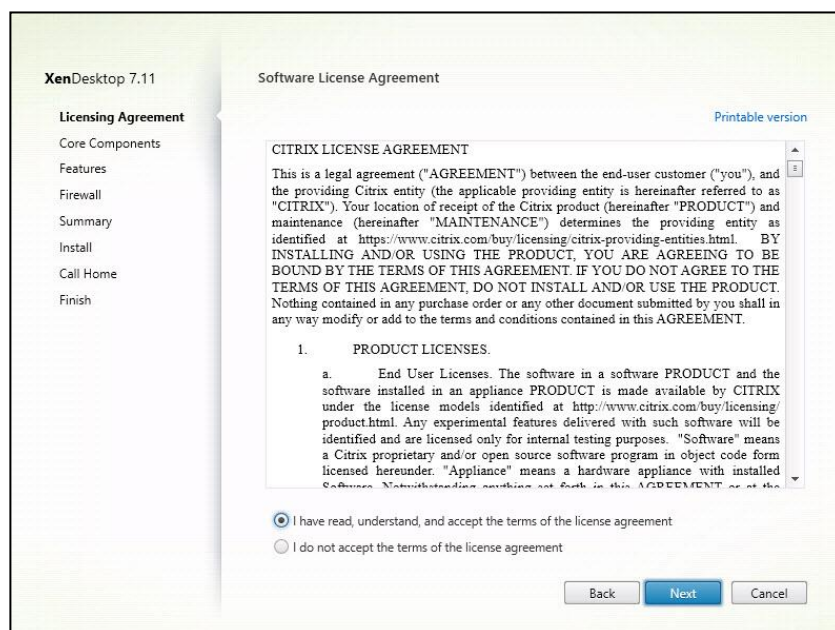 XenDesktop 7.11
Licensing Agreement
Core Components
Features
Firewall
Summary
Install
Call Home
Finish
Software License Agreement
Printable version
CITRIX LICENSE AGREEMENT
This is a legal agreement ("AGREEMENT") between the end-user customer ("you"), and
the providing Citrix entity (the applicable providing entity is hereinafter referred to as
"CITRIX"). Your location of receipt of the Citrix product (hereinafter "PRODUCT") and
maintenance (hereinafter "MAINTENANCE") determines the providing entity as
identified at https://www.citrix.com/buy/licensing/citrix-providing-entities.html. BY
INSTALLING AND/OR USING THE PRODUCT, YOU ARE AGREEING TO BE
BOUND BY THE TERMS OF THIS AGREEMENT. IF YOU DO NOT AGREE TO THE
TERMS OF THIS AGREEMENT, DO NOT INSTALL AND/OR USE THE PRODUCT.
Nothing contained in any purchase order or any other document submitted by you shall in
any way modify or add to the terms and conditions contained in this AGREEMENT.
1. PRODUCT LICENSES.
a. End User Licenses. The software in a software PRODUCT and the
software installed in an appliance PRODUCT is made available by CITRIX
under the license models identified at http://www.citrix.com/buy/licensing/
product.html. Any experimental features delivered with such software will be
identified and are licensed only for internal testing purposes. "Software" means
a Citrix proprietary and/or open source software program in object code form
licensed hereunder. "Appliance" means a hardware appliance with installed
Software. Notwithstanding anything set forth in this AGREEMENT or at the
I have read, understand, and accept the terms of the license agreement
I do not accept the terms of the license agreement
Back
Next
Cancel